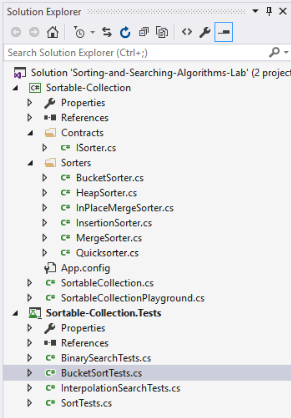 Solution Explorer
Search Solution Explorer (Ctrl+;)
Solution 'Sorting-and-Searching-Algorithms-Lab' (2 project
C# Sortable-Collection
Properties
References
Contracts
C# ISorter.cs
Sorters
C# BucketSorter.cs
C# HeapSorter.cs
C# InPlaceMergeSorter.cs
C# InsertionSorter.cs
C# MergeSorter.cs
C# Quicksorter.cs
App.config
C# SortableCollection.cs
C# SortableCollectionPlayground.cs
Sortable-Collection.Tests
Properties
References
C# BinarySearchTests.cs
C# BucketSortTests.cs
C# InterpolationSearchTests.cs
C# SortTests.cs